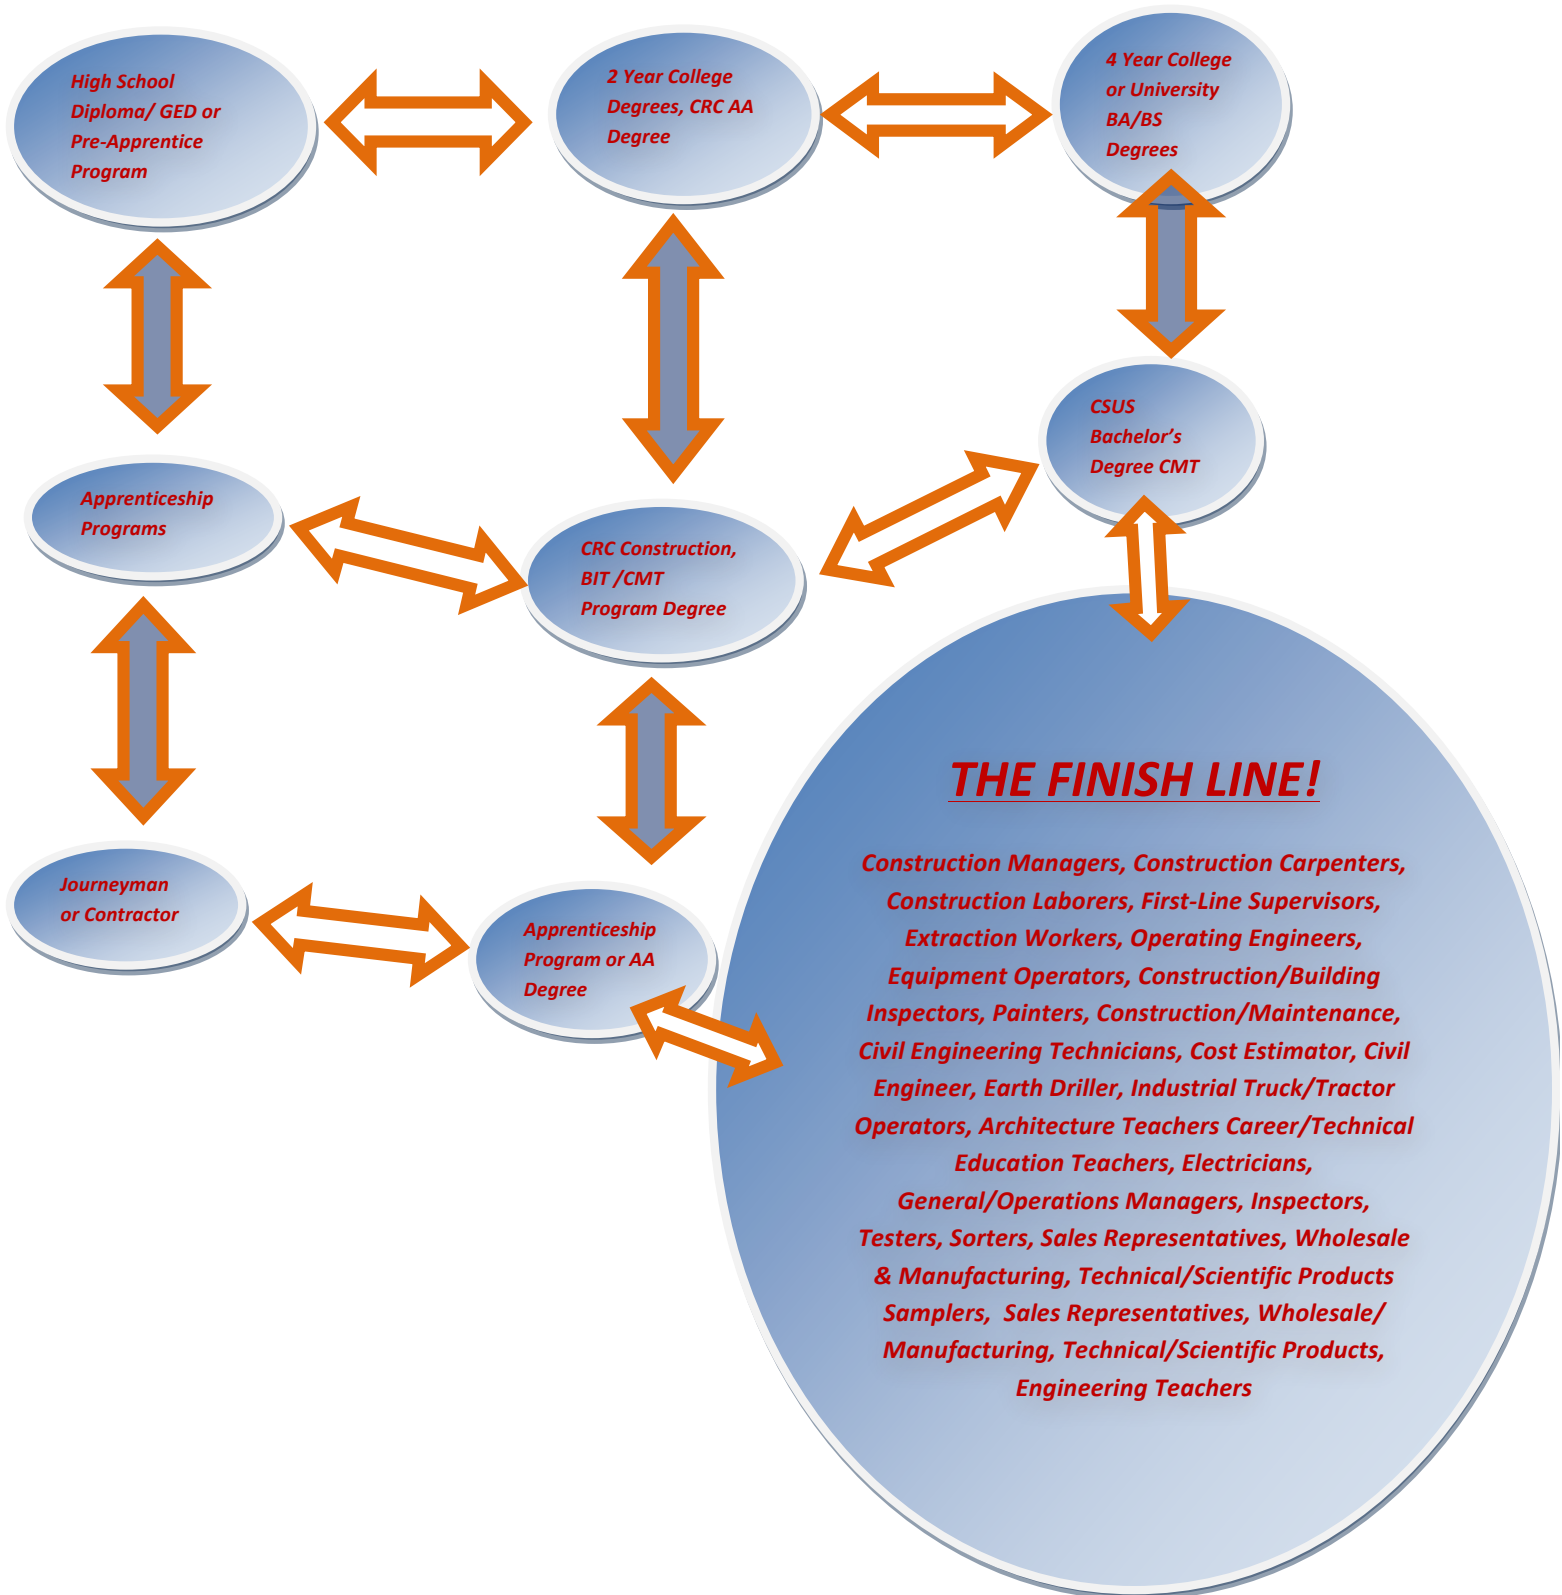 High School
Diploma/ GED or
Pre-Apprentice
Program
2 Year College
Degrees, CRC AA
Degree
4 Year College
or University
BA/BS
Degrees
CSUS
Bachelor's
Degree CMT
Apprenticeship
Programs
CRC Construction,
BIT /CMT
Program Degree
Journeyman
or Contractor
Apprenticeship
Program or AA
Degree
THE FINISH LINE!
Construction Managers, Construction Carpenters,
Construction Laborers, First-Line Supervisors,
Extraction Workers, Operating Engineers,
Equipment Operators, Construction/Building
Inspectors, Painters, Construction/Maintenance,
Civil Engineering Technicians, Cost Estimator, Civil
Engineer, Earth Driller, Industrial Truck/Tractor
Operators, Architecture Teachers Career/Technical
Education Teachers, Electricians,
General/Operations Managers, Inspectors,
Testers, Sorters, Sales Representatives, Wholesale
& Manufacturing, Technical/Scientific Products
Samplers,  Sales Representatives, Wholesale/
Manufacturing, Technical/Scientific Products,
Engineering Teachers